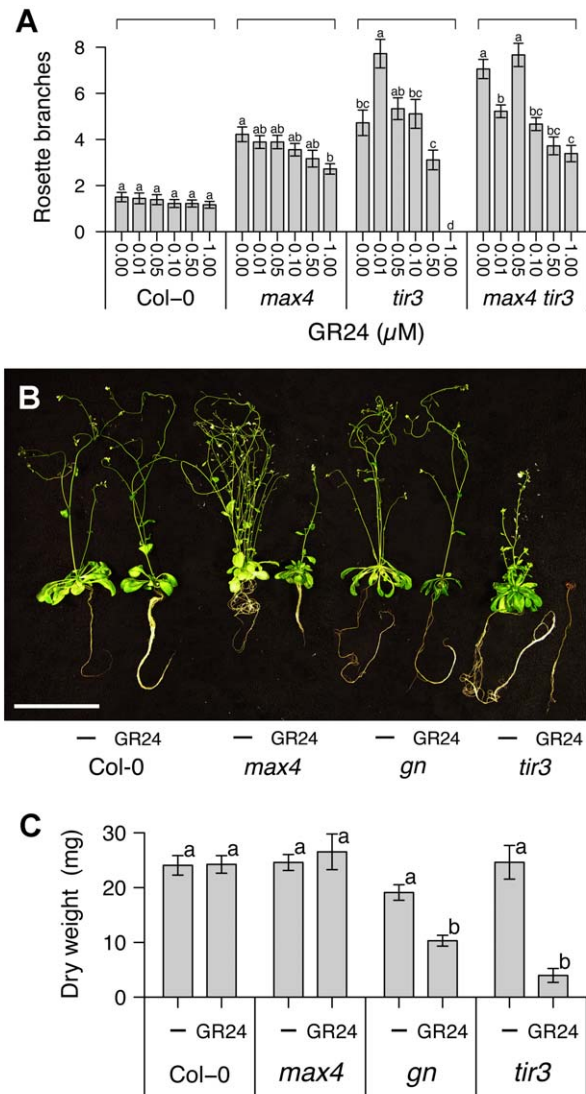 A
Rosette branches
8
6
4
2
0
a a a a a a
a ab ab ab ab b
bc a ab bc c d
a b a bc bc c
0.00 0.01 0.05 0.10 0.50 1.00 0.00 0.01 0.05 0.10 0.50 1.00 0.00 0.01 0.05 0.10 0.50 1.00 0.00 0.01 0.05 0.10 0.50 1.00
Col–0 max4 tir3 max4 tir3
GR24 (µM)
B
– GR24 – GR24 – GR24 – GR24
Col-0 max4 gn tir3
C
Dry weight (mg)
30
20
10
0
a a a a a b a b
– GR24 – GR24 – GR24 – GR24
Col–0 max4 gn tir3